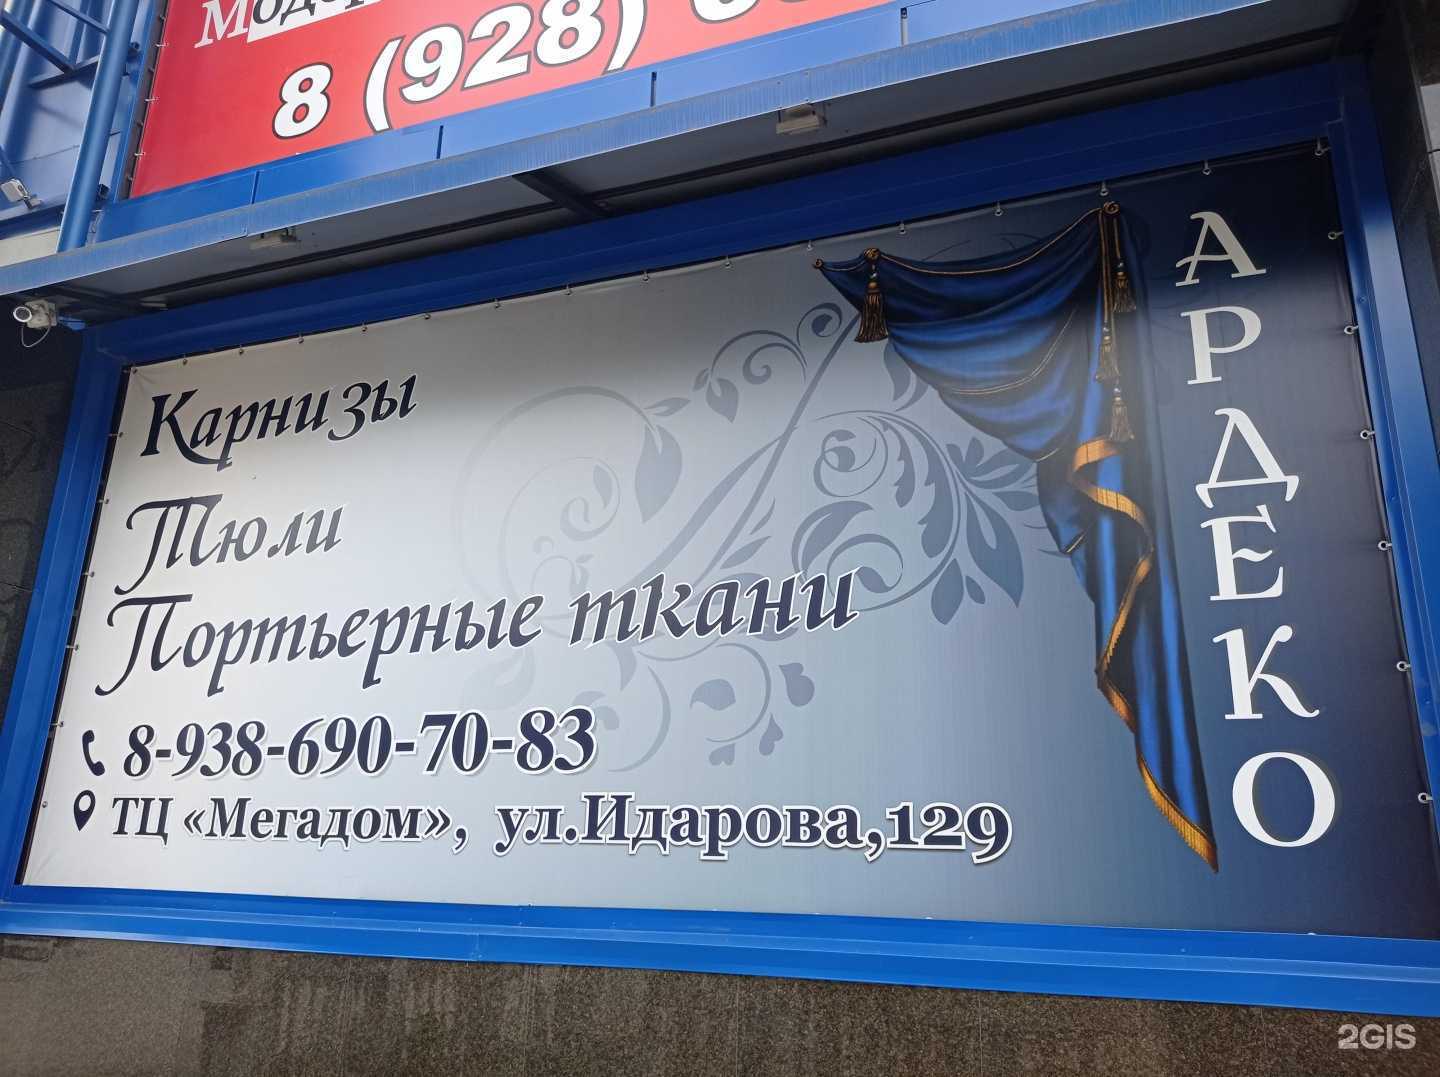 8 (928)
Карнизы
Тюли
Портьерные ткани
8-938-690-70-83
ТЦ «Мегадом», ул.Идарова,129
АРДЕКО
2GIS